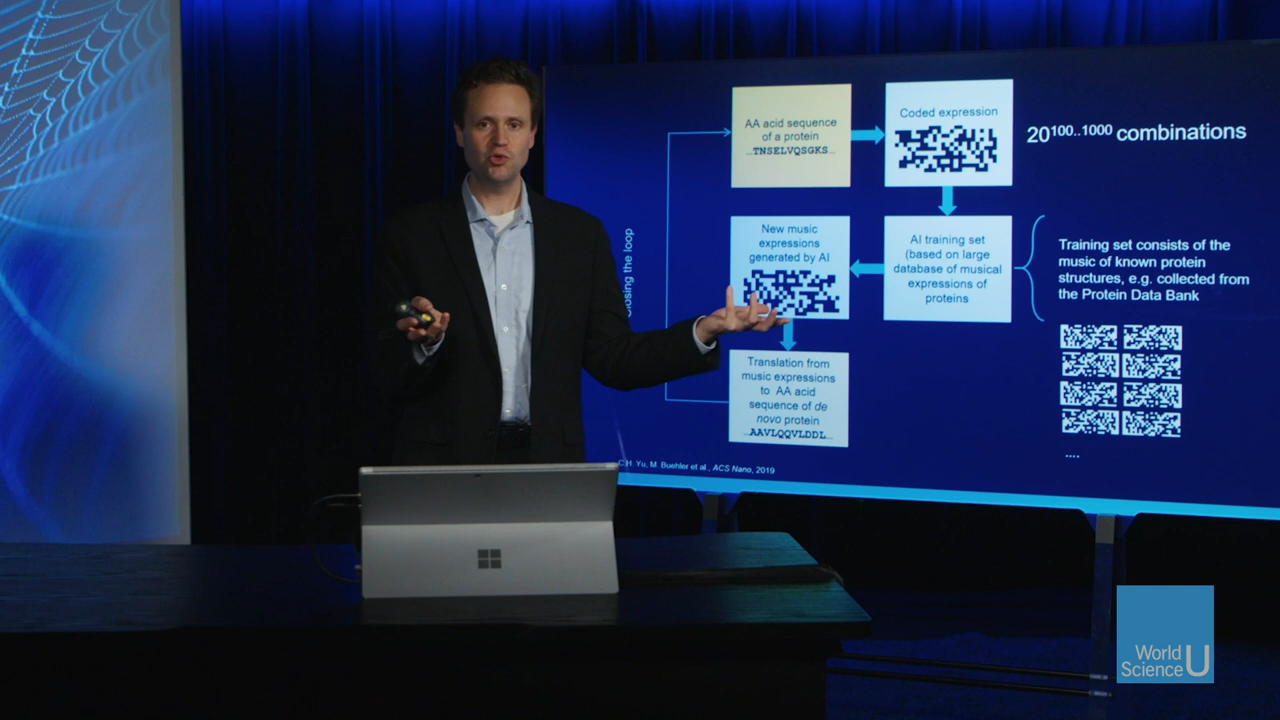 AA acid sequence
of a protein
...TNSELVQSGKS...
Coded expression
20100..1000 combinations
Closing the loop
New music
expressions
generated by AI
AI training set
(based on large
database of musical
expressions of
proteins
Training set consists of the
music of known protein
structures, e.g. collected from
the Protein Data Bank
Translation from
music expressions
to AA acid
sequence of de
novo protein
...AAVLQQVLDDL...
....
C.H. Yu, M. Buehler et al., ACS Nano, 2019
World
Science U